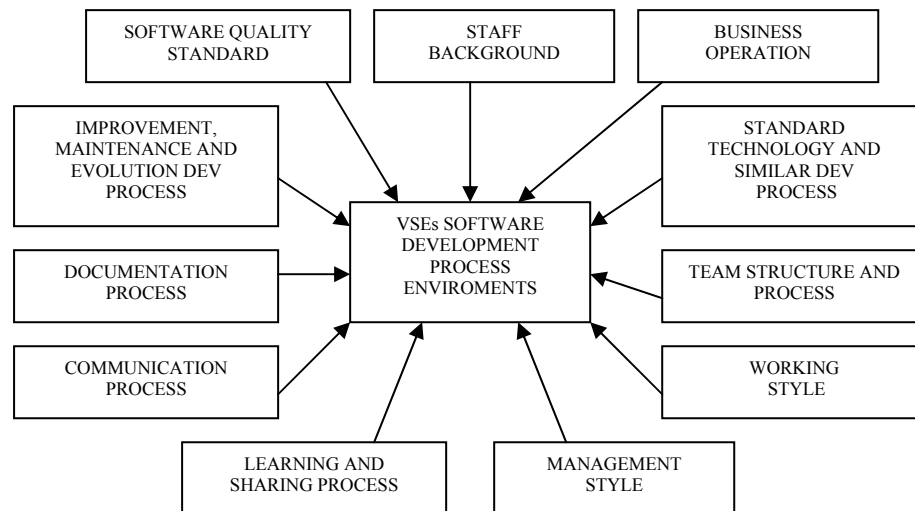 SOFTWARE QUALITY
STANDARD
STAFF
BACKGROUND
BUSINESS
OPERATION
IMPROVEMENT,
MAINTENANCE AND
EVOLUTION DEV
PROCESS
STANDARD
TECHNOLOGY AND
SIMILAR DEV
PROCESS
VSEs SOFTWARE
DEVELOPMENT
PROCESS
ENVIROMENTS
DOCUMENTATION
PROCESS
TEAM STRUCTURE AND
PROCESS
COMMUNICATION
PROCESS
WORKING
STYLE
LEARNING AND
SHARING PROCESS
MANAGEMENT
STYLE